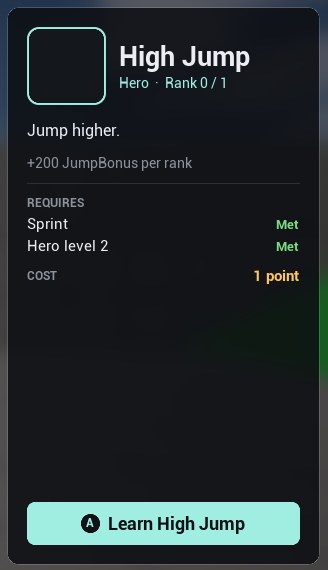 High Jump
Hero · Rank 0 / 1
Jump higher.
+200 JumpBonus per rank
REQUIRES
Sprint Met
Hero level 2 Met
COST 1 point
A Learn High Jump